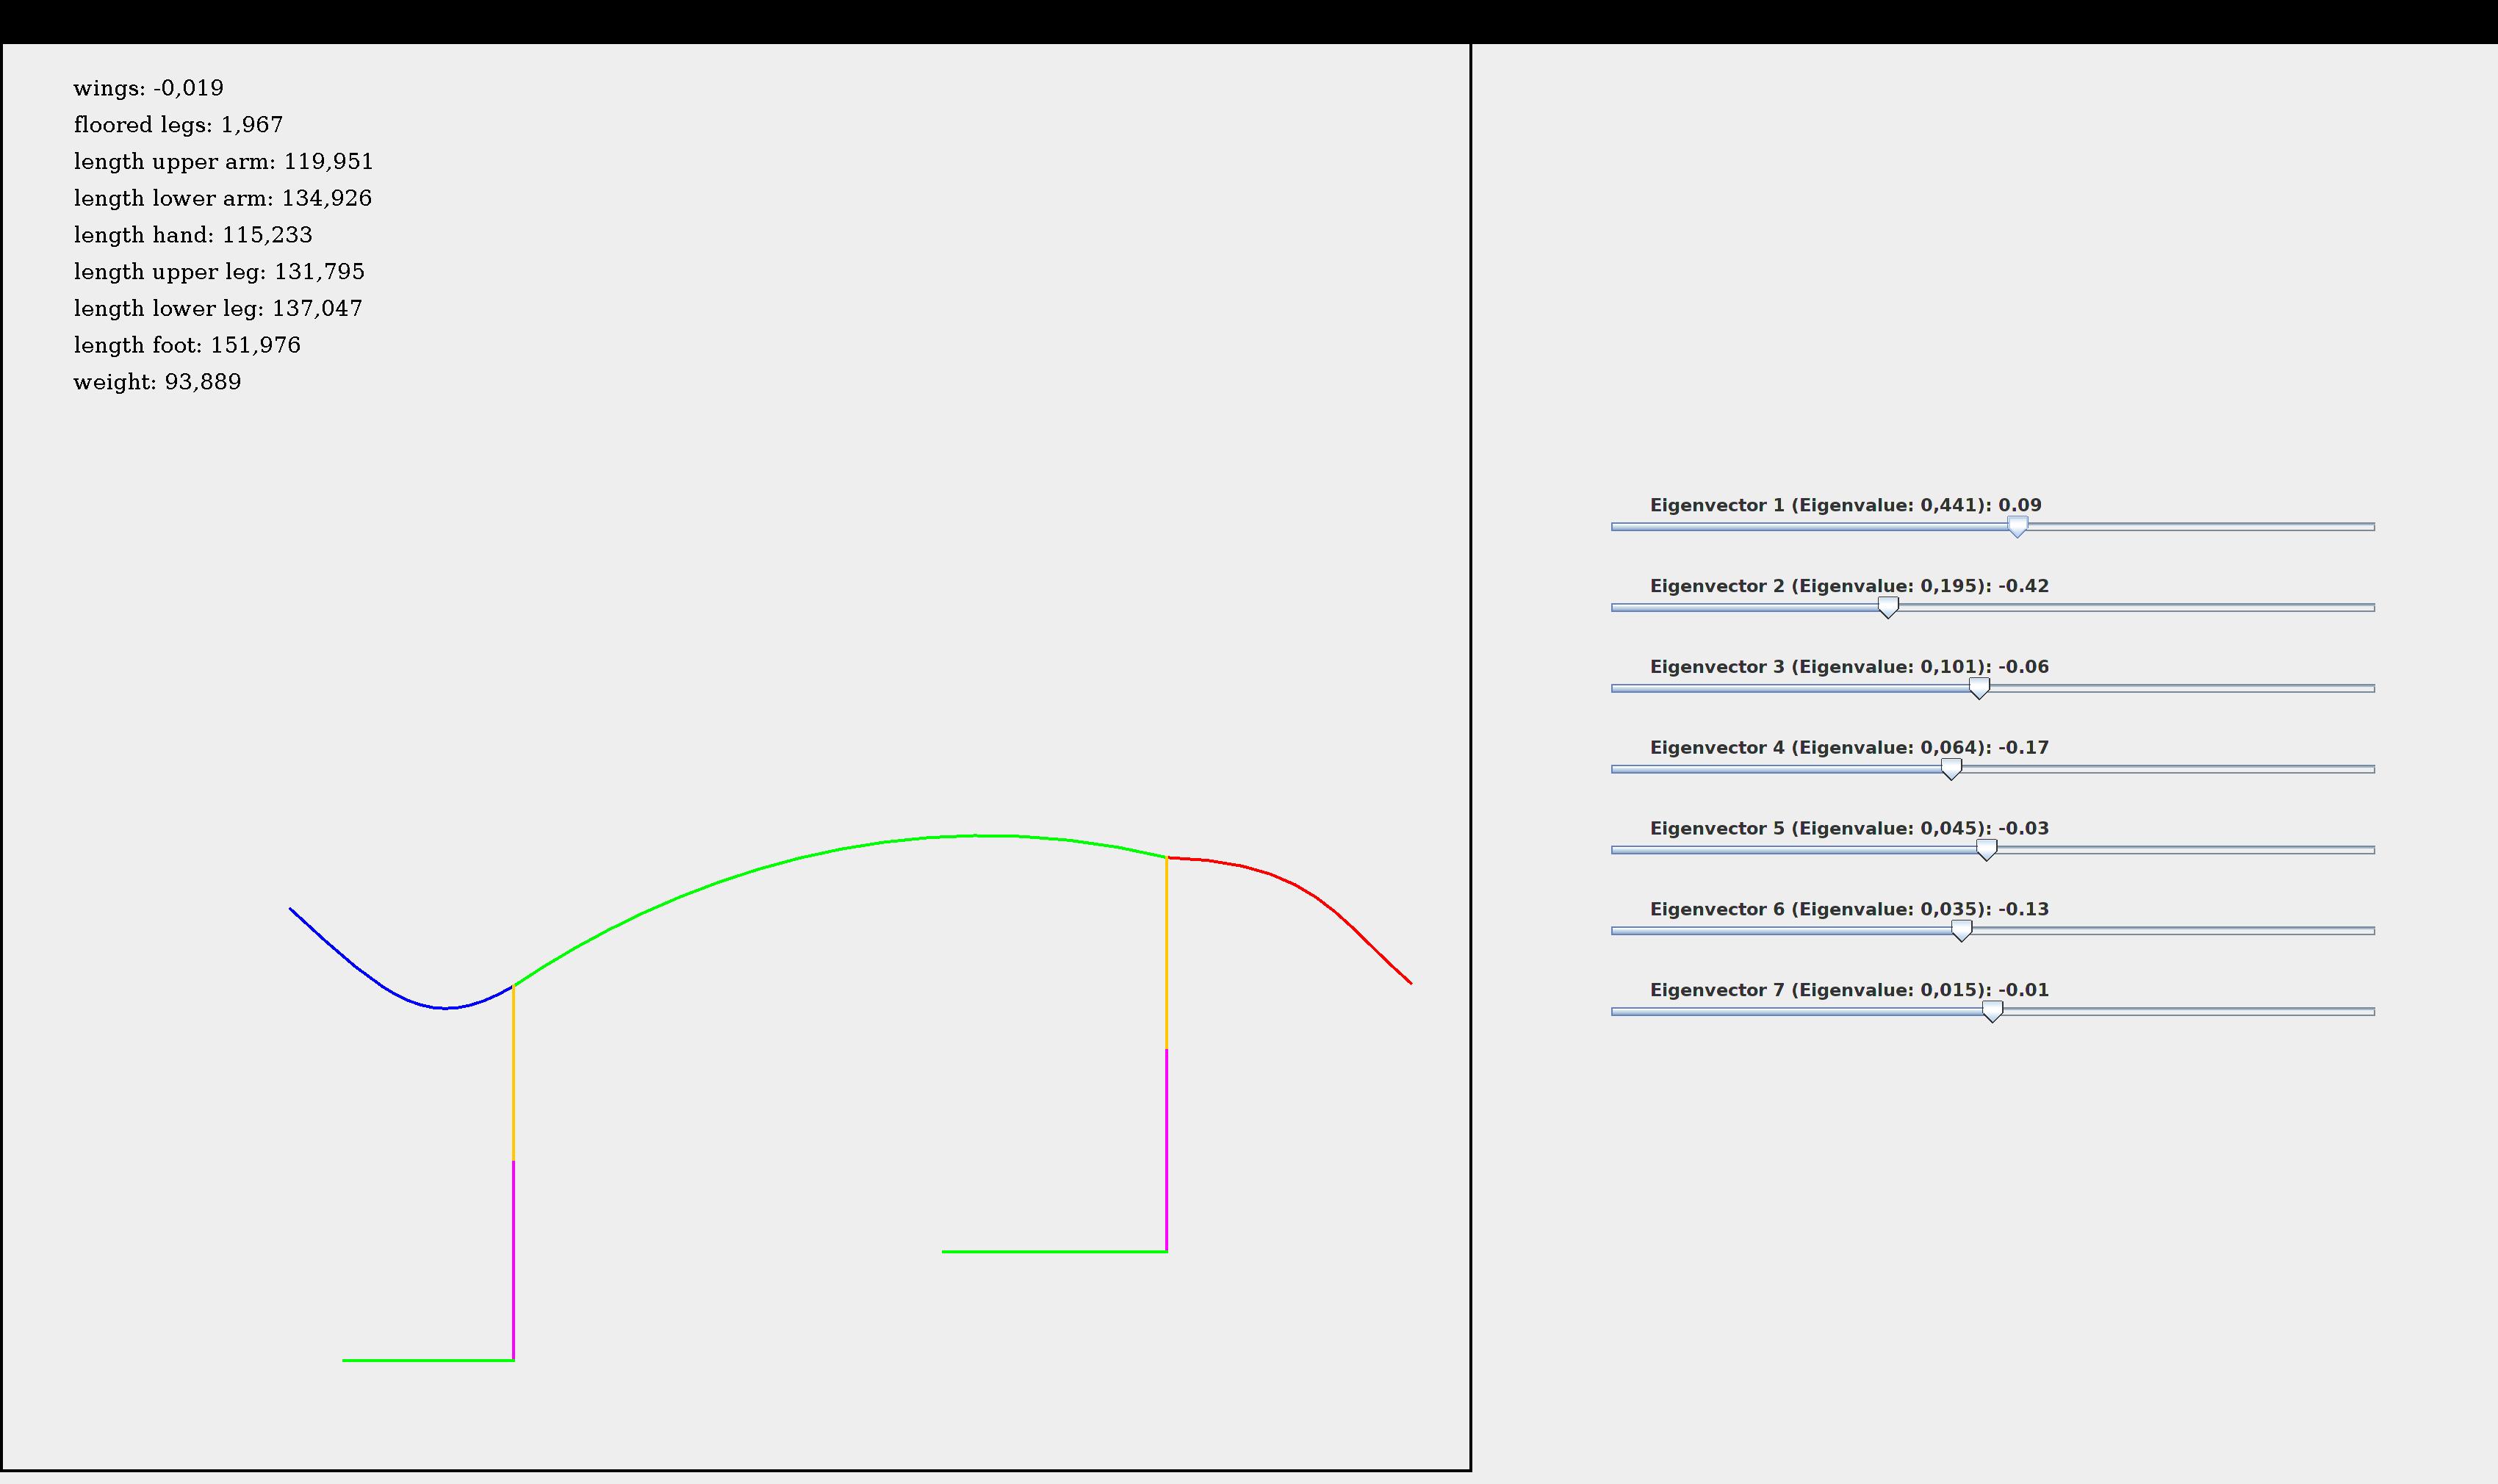 wings: -0,019
floored legs: 1,967
length upper arm: 119,951
length lower arm: 134,926
length hand: 115,233
length upper leg: 131,795
length lower leg: 137,047
length foot: 151,976
weight: 93,889
Eigenvector 1 (Eigenvalue: 0,441): 0.09
Eigenvector 2 (Eigenvalue: 0,195): -0.42
Eigenvector 3 (Eigenvalue: 0,101): -0.06
Eigenvector 4 (Eigenvalue: 0,064): -0.17
Eigenvector 5 (Eigenvalue: 0,045): -0.03
Eigenvector 6 (Eigenvalue: 0,035): -0.13
Eigenvector 7 (Eigenvalue: 0,015): -0.01